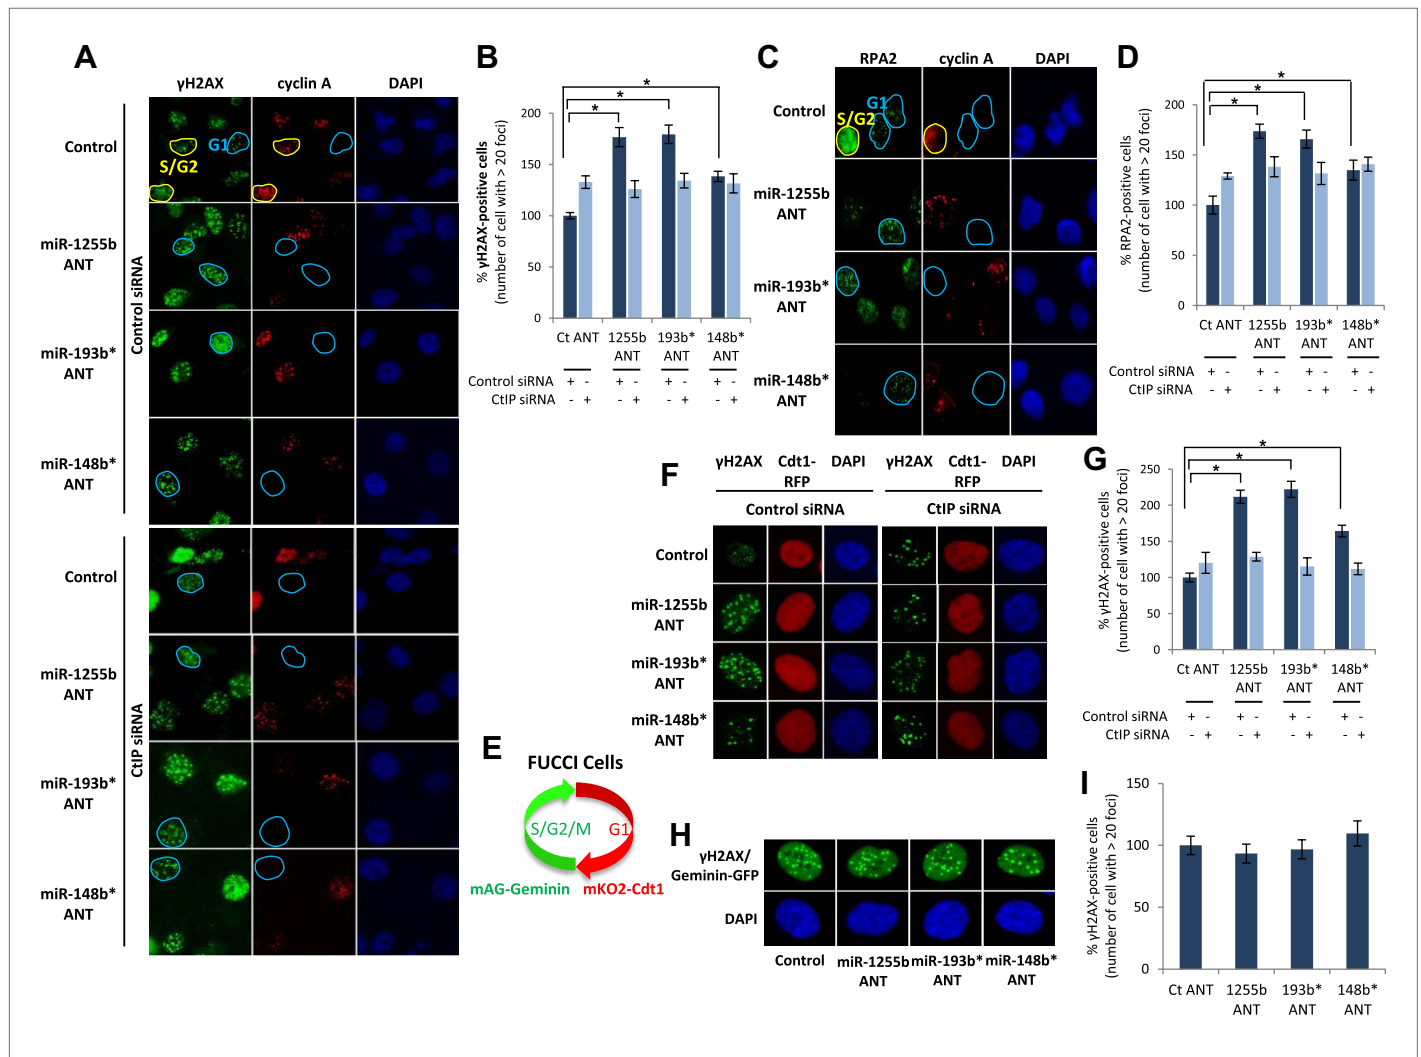 A
γH2AX cyclin A DAPI
Control siRNA
Control
S/G2
G1
miR-1255b
ANT
miR-193b*
ANT
miR-148b*
ANT
CtIP siRNA
Control
miR-1255b
ANT
miR-193b*
ANT
miR-148b*
ANT
B
% γH2AX-positive cells
(number of cell with > 20 foci)
200
150
100
50
0
* * *
Ct ANT 1255b 193b* 148b*
ANT ANT ANT
Control siRNA + - + - + - + -
CtIP siRNA - + - + - + - +
C
RPA2 cyclin A DAPI
Control
G1
S/G2
miR-1255b
ANT
miR-193b*
ANT
miR-148b*
ANT
D
% RPA2-positive cells
(number of cell with > 20 foci)
200
150
100
50
0
* * *
Ct ANT 1255b 193b* 148b*
ANT ANT ANT
Control siRNA + - + - + - + -
CtIP siRNA - + - + - + - +
E
FUCCI Cells
S/G2/M G1
mAG-Geminin mKO2-Cdt1
F
γH2AX Cdt1- DAPI γH2AX Cdt1- DAPI
RFP RFP
Control siRNA CtIP siRNA
Control
miR-1255b
ANT
miR-193b*
ANT
miR-148b*
ANT
G
% γH2AX-positive cells
(number of cell with > 20 foci)
250
200
150
100
50
0
* * *
Ct ANT 1255b 193b* 148b*
ANT ANT ANT
Control siRNA + - + - + - + -
CtIP siRNA - + - + - + - +
H
γH2AX/
Geminin-GFP
DAPI
Control miR-1255b miR-193b* miR-148b*
ANT ANT ANT
I
% γH2AX-positive cells
(number of cell with > 20 foci)
150
100
50
0
Ct ANT 1255b 193b* 148b*
ANT ANT ANT